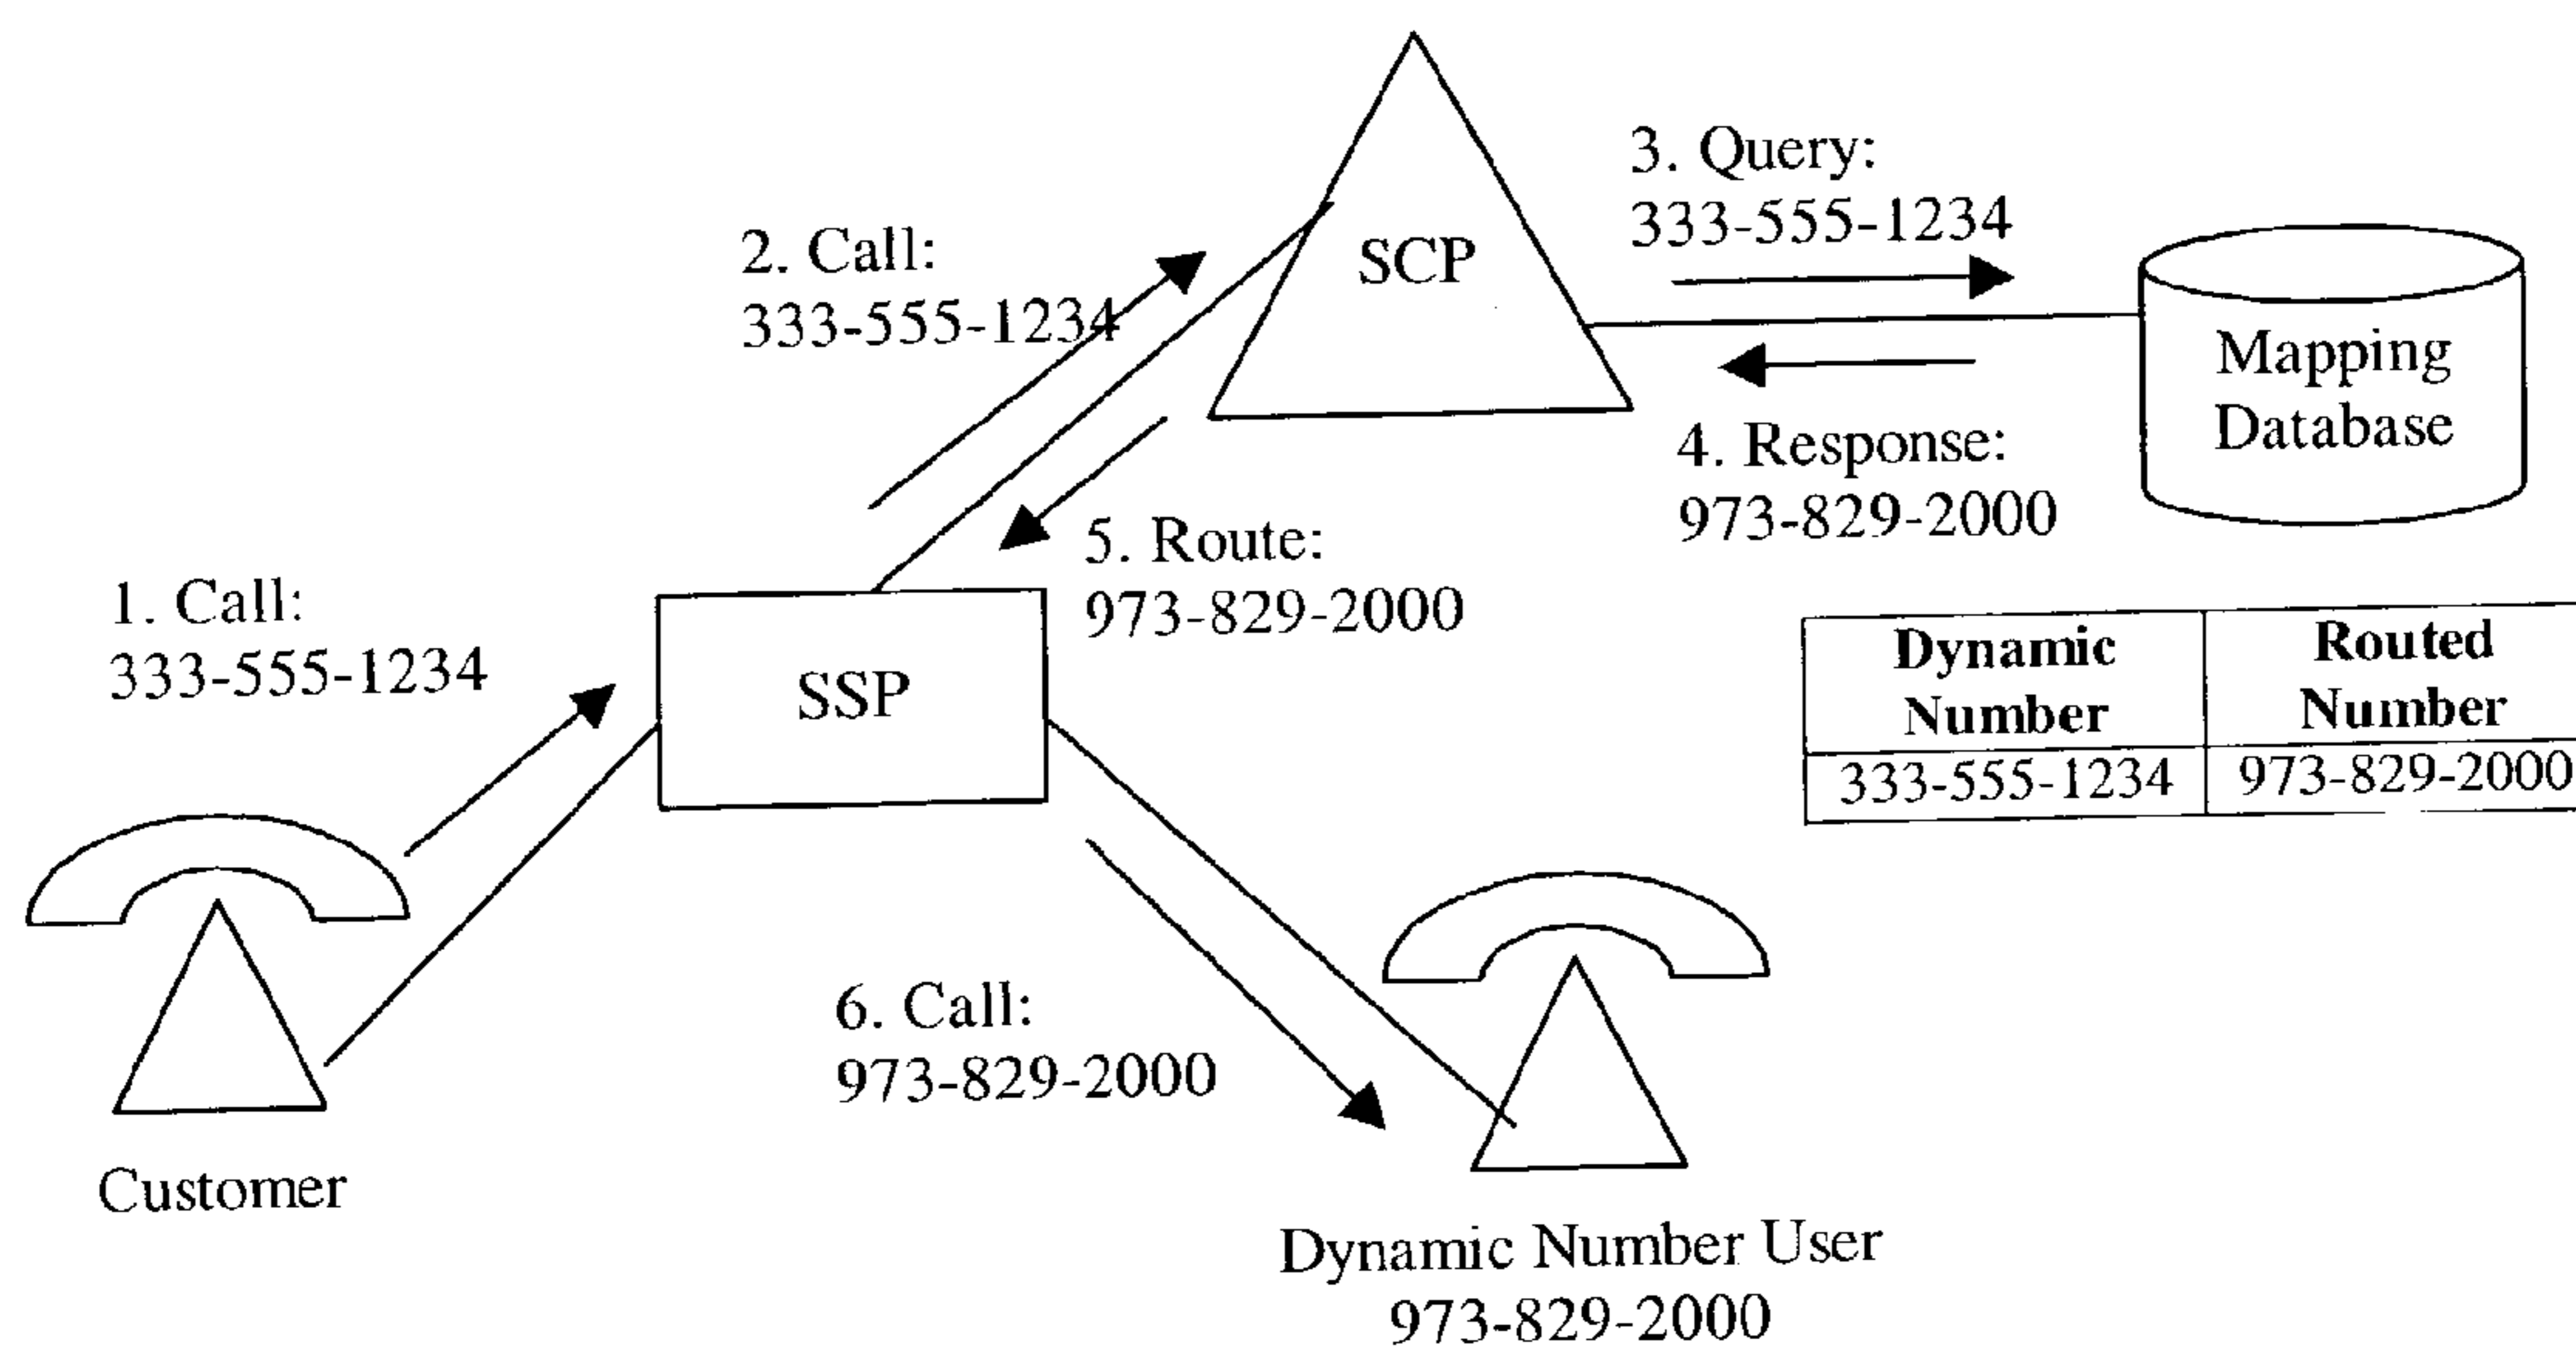 SCP
3. Query:
333-555-1234
2. Call:
333-555-1234
Mapping
Database
4. Response:
973-829-2000
5. Route:
973-829-2000
1. Call:
333-555-1234
SSP
Dynamic
Number
Routed
Number
333-555-1234
973-829-2000
6. Call:
973-829-2000
Customer
Dynamic Number User
973-829-2000